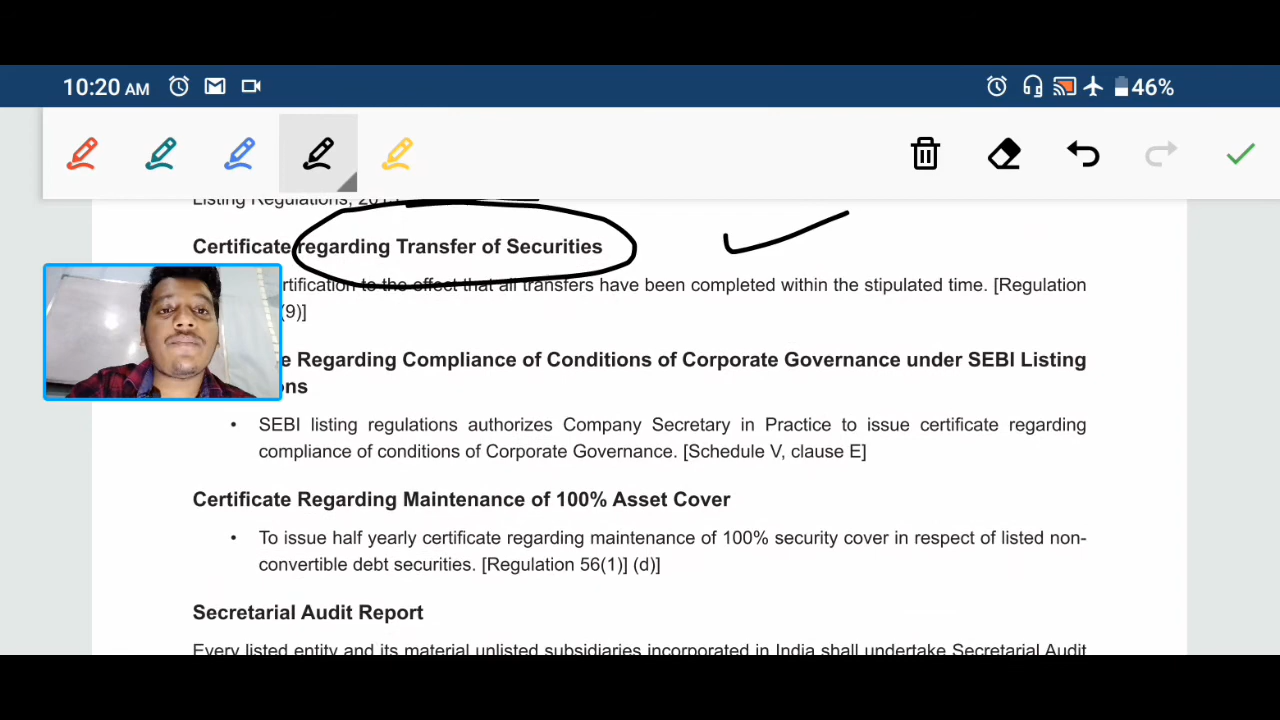 10:20 AM
46%
Listing Regulations,
Certificate regarding Transfer of Securities
rtification to the effect that all transfers have been completed within the stipulated time. [Regulation
(9)]
e Regarding Compliance of Conditions of Corporate Governance under SEBI Listing
ons
• SEBI listing regulations authorizes Company Secretary in Practice to issue certificate regarding
compliance of conditions of Corporate Governance. [Schedule V, clause E]
Certificate Regarding Maintenance of 100% Asset Cover
• To issue half yearly certificate regarding maintenance of 100% security cover in respect of listed non-
convertible debt securities. [Regulation 56(1)] (d)]
Secretarial Audit Report
Every listed entity and its material unlisted subsidiaries incorporated in India shall undertake Secretarial Audit